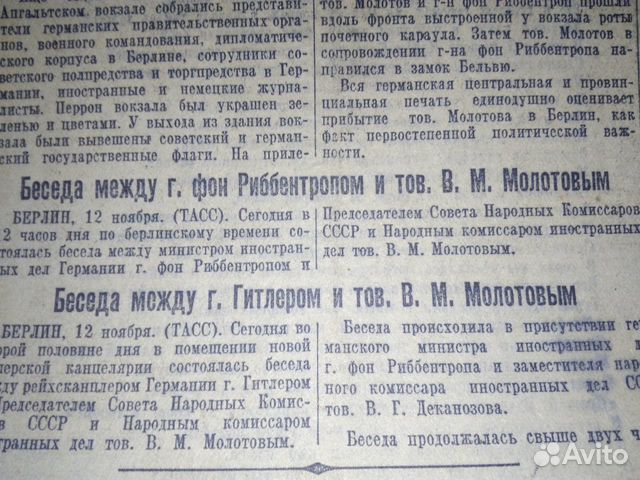 Ангальтском вокзале собрались представи-
тели германских правительственных орга-
нов, военного командования, дипломатиче-
ского корпуса в Берлине, сотрудники со-
ветского полпредства и торгпредства в Гер-
мании, иностранные и немецкие журна-
листы. Перрон вокзала был украшен зе-
ленью и цветами. У выхода из здания вок-
зала были вывешены советский и герман-
ский государственные флаги. На приле-
тов. Молотов и г-н фон Риббентроп прошли
вдоль фронта выстроенной у вокзала роты
почетного караула. Затем тов. Молотов в
сопровождении г-на фон Риббентропа на-
правился в замок Бельвю.
Вся германская центральная и провин-
циальная печать единодушно оценивает
прибытие тов. Молотова в Берлин, как
факт первостепенной политической важ-
ности.
Беседа между г. фон Риббентропом и тов. В. М. Молотовым
БЕРЛИН, 12 ноября. (ТАСС). Сегодня в
2 часов дня по берлинскому времени со-
тоялась беседа между министром иностран-
ных дел Германии г. фон Риббентропом и
Председателем Совета Народных Комиссаров
СССР и Народным комиссаром иностранных
дел тов. В. М. Молотовым.
Беседа между г. Гитлером и тов. В. М. Молотовым
БЕРЛИН, 12 ноября. (ТАСС). Сегодня во
торой половине дня в помещении новой
перской канцелярии состоялась беседа
ду рейхсканцлером Германии г. Гитлером
Председателем Совета Народных Комис-
в СССР и Народным комиссаром
странных дел тов. В. М. Молотовым.
Беседа происходила в присутствии ге
манского министра иностранных
г. фон Риббентропа и заместителя нар
ного комиссара иностранных дел СС
тов. В. Г. Деканозова.
Беседа продолжалась свыше двух ч
Avito